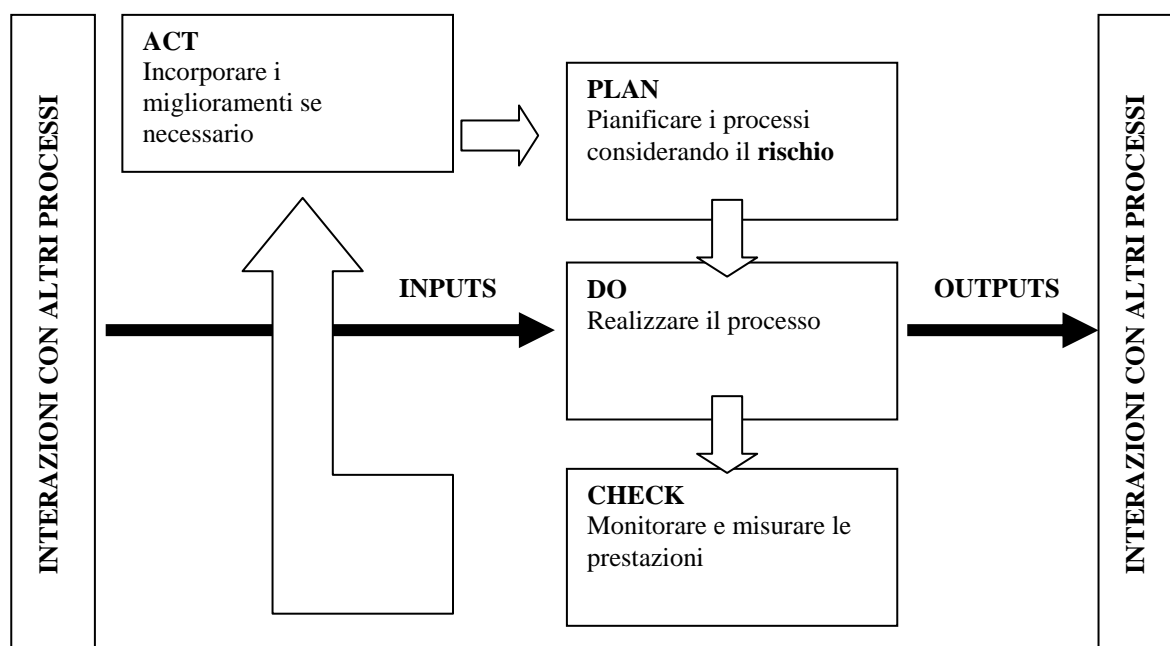 INTERAZIONI CON ALTRI PROCESSI
ACT
Incorporare i
miglioramenti se
necessario
PLAN
Pianificare i processi
considerando il rischio
INPUTS
DO
Realizzare il processo
OUTPUTS
CHECK
Monitorare e misurare le
prestazioni
INTERAZIONI CON ALTRI PROCESSI